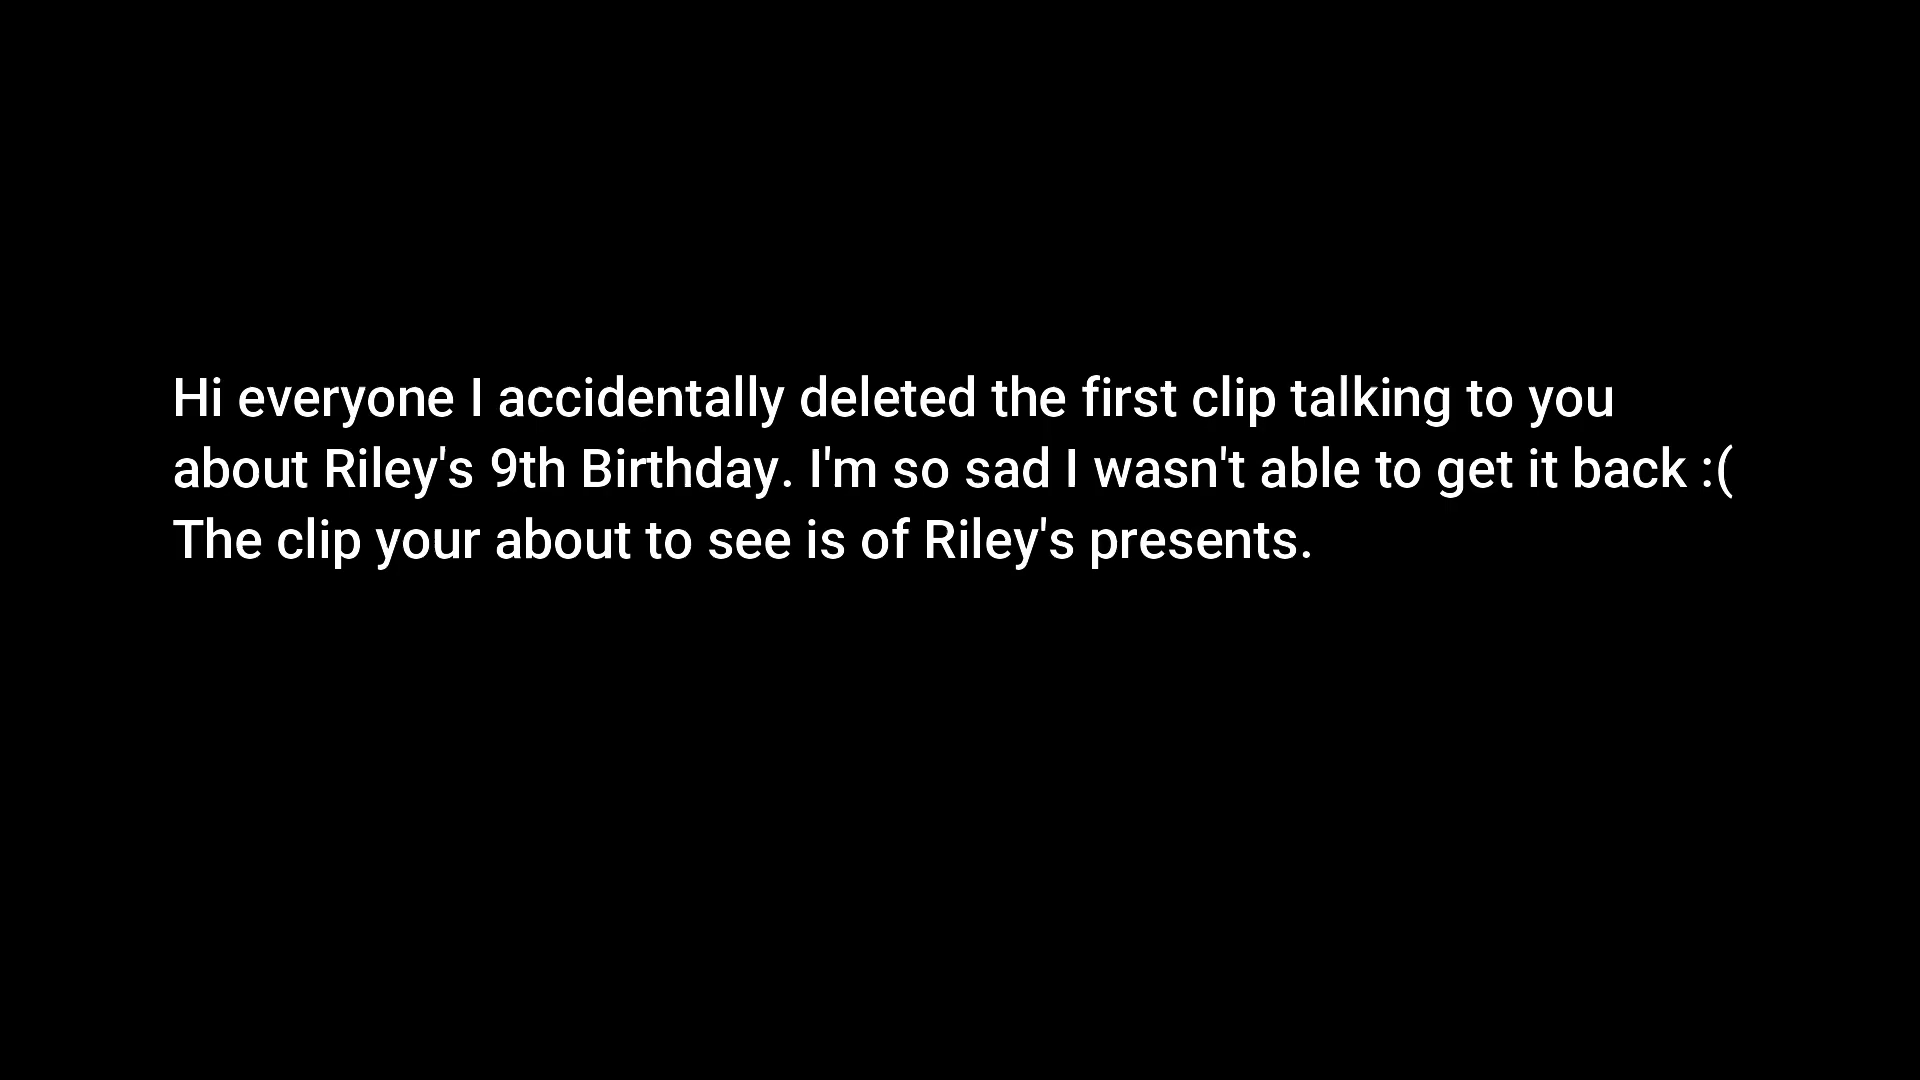 Hi everyone I accidentally deleted the first clip talking to you
about Riley's 9th Birthday. I'm so sad I wasn't able to get it back :(
The clip your about to see is of Riley's presents.